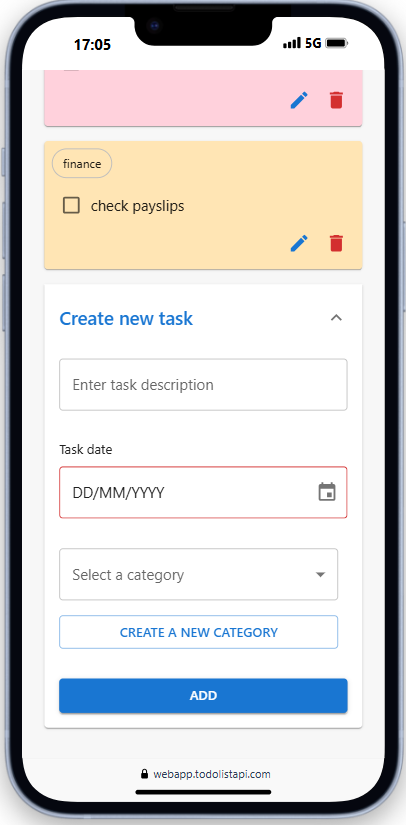 17:05
5G
finance
check payslips
Create new task
Enter task description
Task date
DD/MM/YYYY
Select a category
CREATE A NEW CATEGORY
ADD
webapp.todolistapi.com